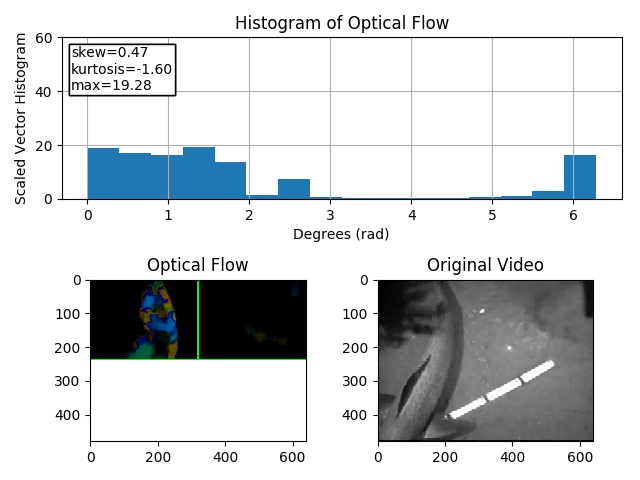 Histogram of Optical Flow
skew=0.47
kurtosis=-1.60
max=19.28
Scaled Vector Histogram
60
40
20
0
0 1 2 3 4 5 6
Degrees (rad)
Optical Flow
0
100
200
300
400
0 200 400 600
Original Video
0
100
200
300
400
0 200 400 600